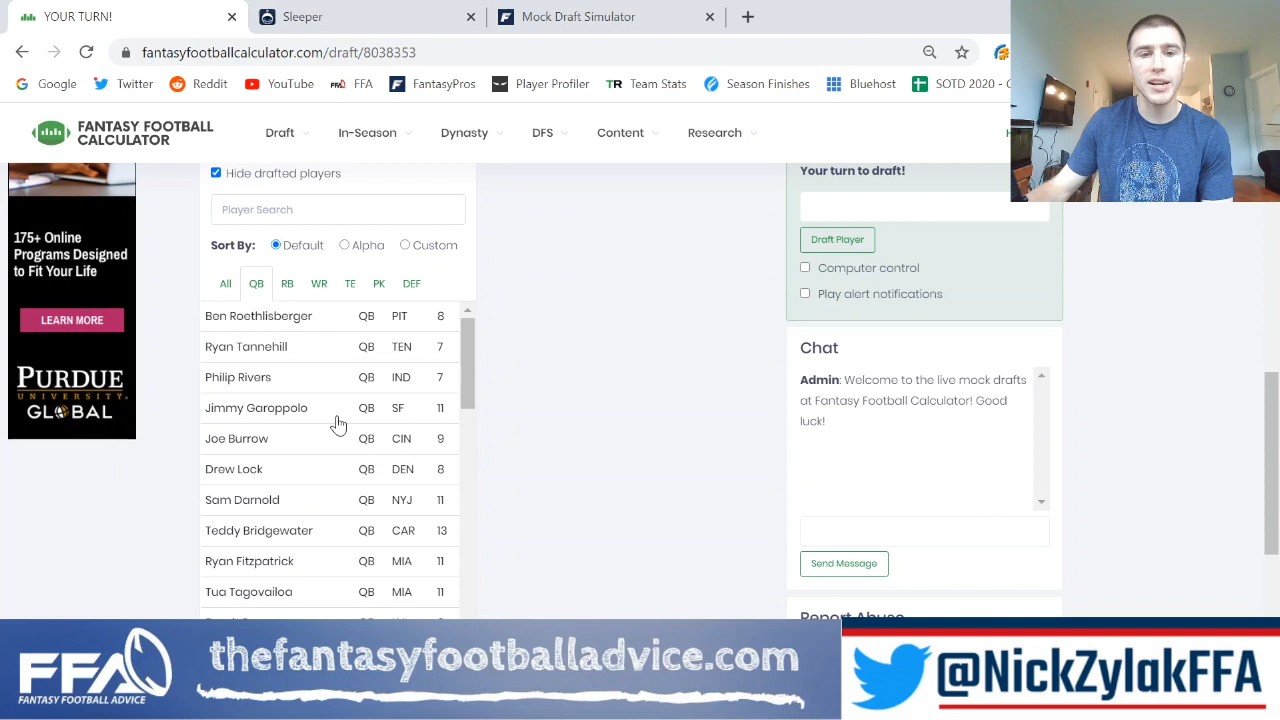 YOUR TURN!
Sleeper
Mock Draft Simulator
fantasyfootballcalculator.com/draft/8038353
Google
Twitter
Reddit
YouTube
FFA
FantasyPros
Player Profiler
TR Team Stats
Season Finishes
Bluehost
SOTD 2020 - 
FANTASY FOOTBALL
CALCULATOR
Draft
In-Season
Dynasty
DFS
Content
Research
Hide drafted players
Player Search
Sort By: Default Alpha Custom
All QB RB WR TE PK DEF
Ben Roethlisberger QB PIT 8
Ryan Tannehill QB TEN 7
Philip Rivers QB IND 7
Jimmy Garoppolo QB SF 11
Joe Burrow QB CIN 9
Drew Lock QB DEN 8
Sam Darnold QB NYJ 11
Teddy Bridgewater QB CAR 13
Ryan Fitzpatrick QB MIA 11
Tua Tagovailoa QB MIA 11
175+ Online
Programs Designed
to Fit Your Life
LEARN MORE
PURDUE
UNIVERSITY
GLOBAL
Your turn to draft!
Draft Player
Computer control
Play alert notifications
Chat
Admin: Welcome to the live mock drafts
at Fantasy Football Calculator! Good
luck!
Send Message
Report Abuse
FFA
FANTASY FOOTBALL ADVICE
thefantasyfootballadvice.com
@NickZylakFFA